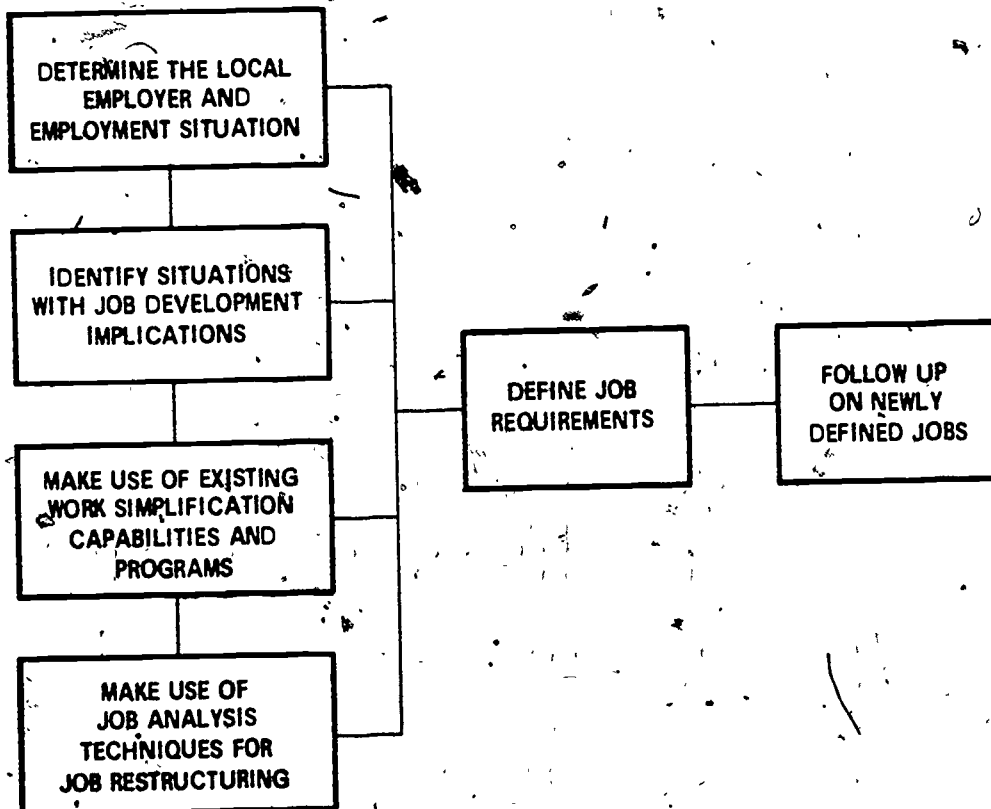 DETERMINE THE LOCAL
EMPLOYER AND
EMPLOYMENT SITUATION
IDENTIFY SITUATIONS
WITH JOB DEVELOPMENT
IMPLICATIONS
MAKE USE OF EXISTING
WORK SIMPLIFICATION
CAPABILITIES AND
PROGRAMS
MAKE USE OF
JOB ANALYSIS
TECHNIQUES FOR
JOB RESTRUCTURING
DEFINE JOB
REQUIREMENTS
FOLLOW UP
ON NEWLY
DEFINED JOBS